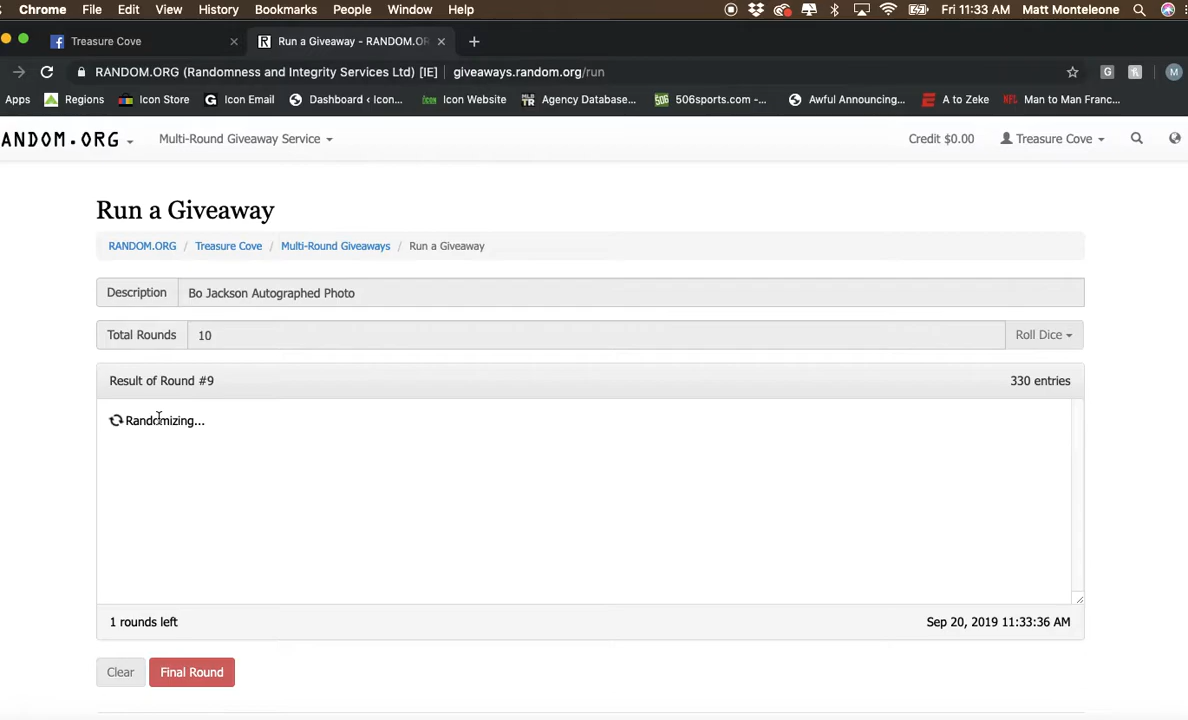 Chrome File Edit View History Bookmarks People Window Help Fri 11:33 AM Matt Monteleone
Treasure Cove Run a Giveaway - RANDOM.OR
RANDOM.ORG (Randomness and Integrity Services Ltd) [IE] giveaways.random.org/run G M
Apps Regions Icon Store G Icon Email Dashboard ‹ Icon... icon Icon Website MLB TR Agency Database... 506 506sports.com -... Awful Announcing... E A to Zeke NFL Man to Man Franc...
ANDOM.ORG Multi-Round Giveaway Service Credit $0.00 Treasure Cove
Run a Giveaway
RANDOM.ORG / Treasure Cove / Multi-Round Giveaways / Run a Giveaway
Description Bo Jackson Autographed Photo
Total Rounds 10 Roll Dice
Result of Round #9 330 entries
Randomizing...
1 rounds left Sep 20, 2019 11:33:36 AM
Clear Final Round